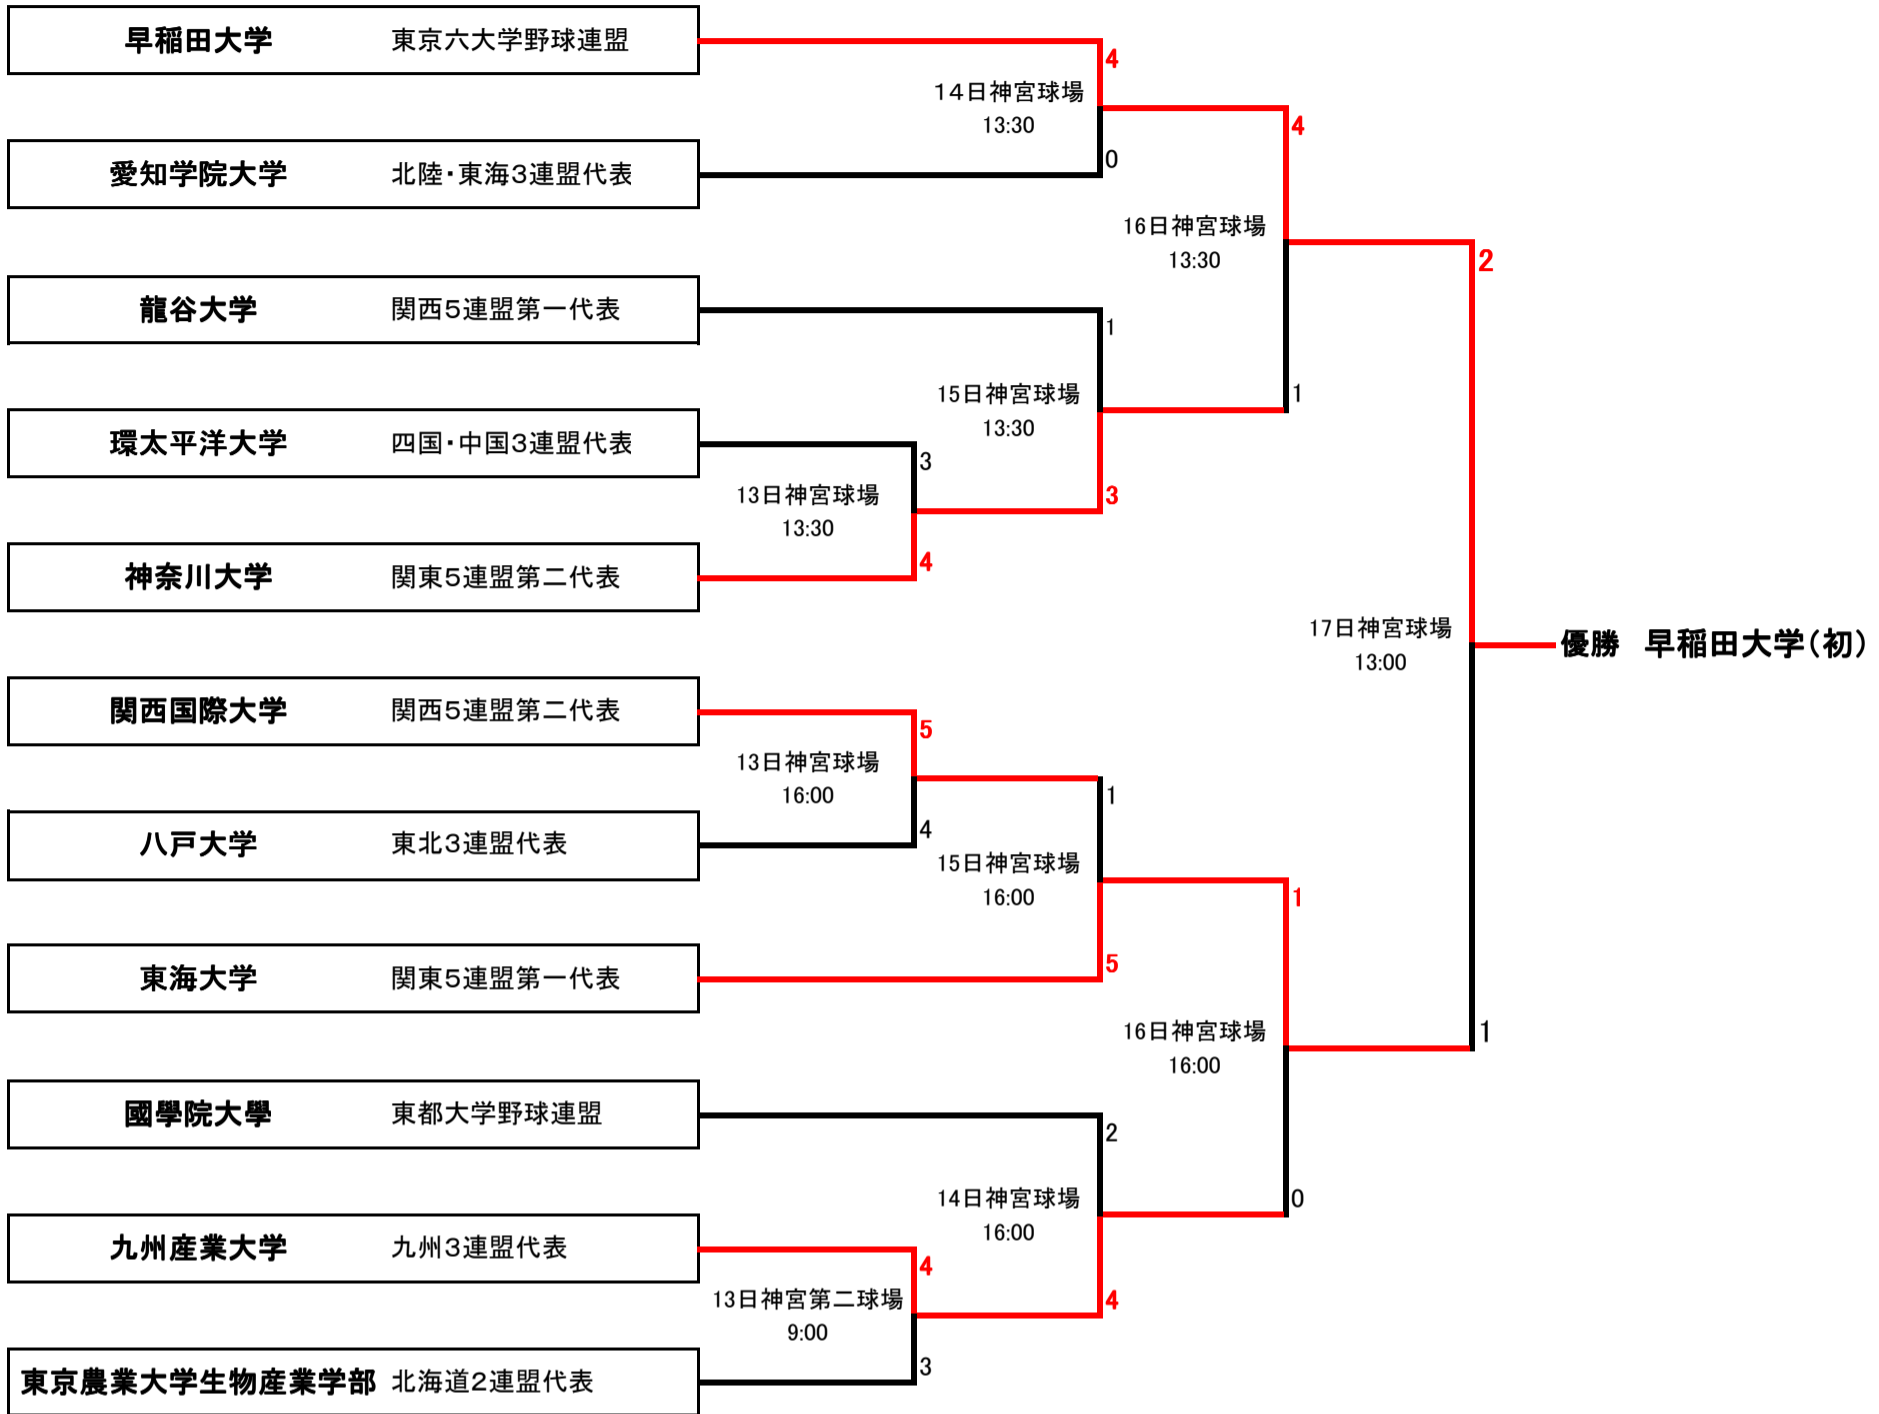 早稲田大学 東京六大学野球連盟
4
14日神宮球場
13:30
4
0
愛知学院大学 北陸・東海3連盟代表
16日神宮球場
13:30
2
龍谷大学 関西5連盟第一代表
1
15日神宮球場
13:30
1
環太平洋大学 四国・中国3連盟代表
3
13日神宮球場
13:30
3
4
神奈川大学 関東5連盟第二代表
17日神宮球場
13:00
優勝 早稲田大学(初)
関西国際大学 関西5連盟第二代表
5
13日神宮球場
16:00
1
4
八戸大学 東北3連盟代表
15日神宮球場
16:00
1
5
東海大学 関東5連盟第一代表
16日神宮球場
16:00
1
國學院大學 東都大学野球連盟
2
14日神宮球場
16:00
0
九州産業大学 九州3連盟代表
4
13日神宮第二球場
9:00
4
3
東京農業大学生物産業学部 北海道2連盟代表